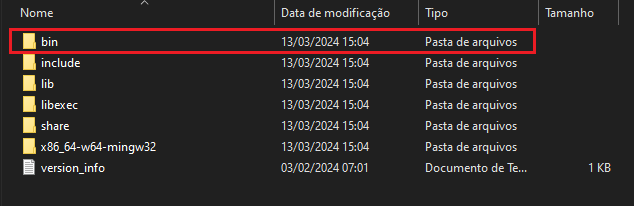 Nome Data de modificação Tipo Tamanho
bin 13/03/2024 15:04 Pasta de arquivos
include 13/03/2024 15:04 Pasta de arquivos
lib 13/03/2024 15:04 Pasta de arquivos
libexec 13/03/2024 15:04 Pasta de arquivos
share 13/03/2024 15:04 Pasta de arquivos
x86_64-w64-mingw32 13/03/2024 15:04 Pasta de arquivos
version_info 03/02/2024 07:01 Documento de Te... 1 KB